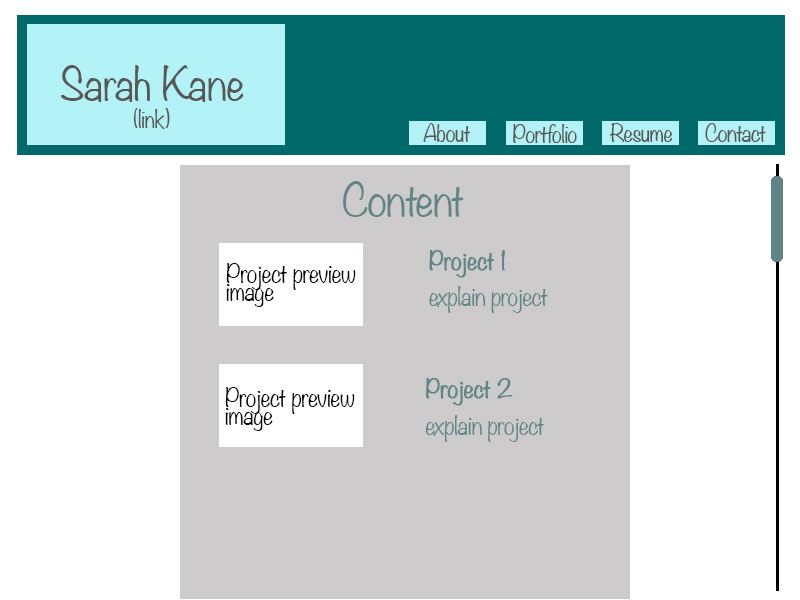 Sarah Kane
(link)
About
Portfolio
Resume
Contact
Content
Project preview
image
Project 1
explain project
Project preview
image
Project 2
explain project